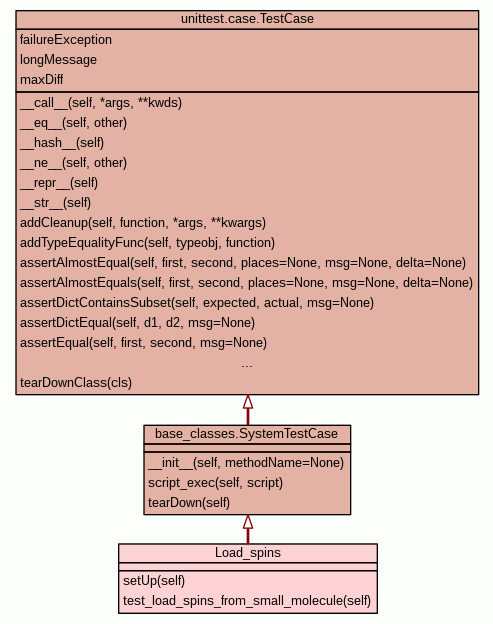 unittest.case.TestCase
failureException
longMessage
maxDiff
__call__(self, *args, **kwds)
__eq__(self, other)
__hash__(self)
__ne__(self, other)
__repr__(self)
__str__(self)
addCleanup(self, function, *args, **kwargs)
addTypeEqualityFunc(self, typeobj, function)
assertAlmostEqual(self, first, second, places=None, msg=None, delta=None)
assertAlmostEquals(self, first, second, places=None, msg=None, delta=None)
assertDictContainsSubset(self, expected, actual, msg=None)
assertDictEqual(self, d1, d2, msg=None)
assertEqual(self, first, second, msg=None)
...
tearDownClass(cls)
base_classes.SystemTestCase
__init__(self, methodName=None)
script_exec(self, script)
tearDown(self)
Load_spins
setUp(self)
test_load_spins_from_small_molecule(self)